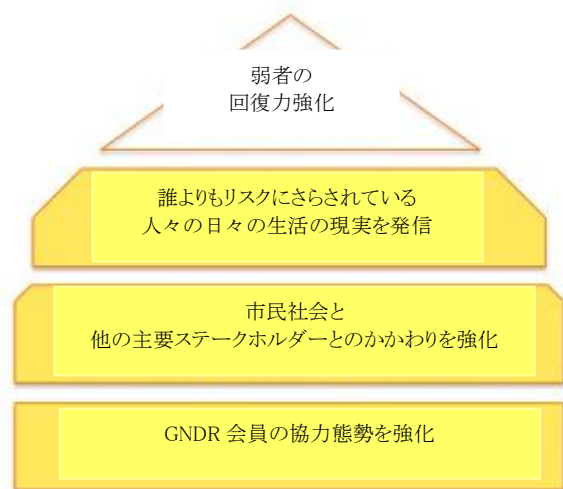 弱者の
回復力強化
誰よりもリスクにさらされている
人々の日々の生活の現実を発信
市民社会と
他の主要ステークホルダーとのかかわりを強化
GNDR 会員の協力態勢を強化